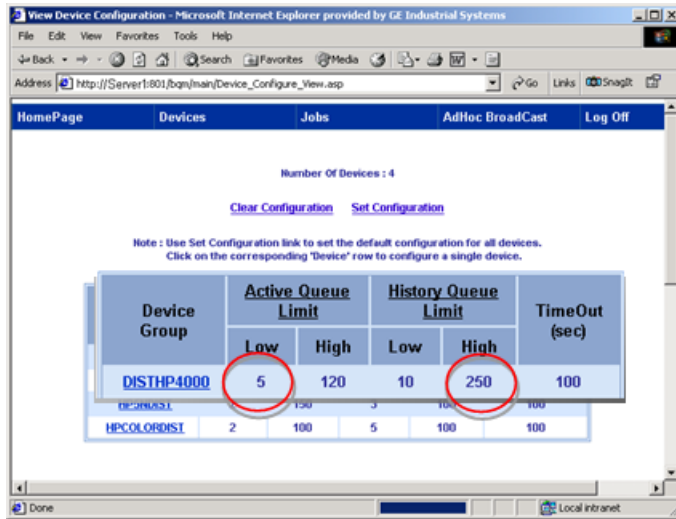 View Device Configuration - Microsoft Internet Explorer provided by GE Industrial Systems
File Edit View Favorites Tools Help
Back Search Favorites Media
Address http://Server1:801/bqm/main/Device_Configure_View.asp Go Links SnagIt
HomePage Devices Jobs AdHoc BroadCast Log Off
Number Of Devices : 4
Clear Configuration Set Configuration
Note : Use Set Configuration link to set the default configuration for all devices.
Click on the corresponding 'Device' row to configure a single device.
Device Group Active Queue Limit History Queue Limit TimeOut (sec)
Low High Low High
DISTHP4000 5 120 10 250 100
HP5NDIST 150 100 100
HPCOLORDIST 2 100 5 100 100
Done Local intranet